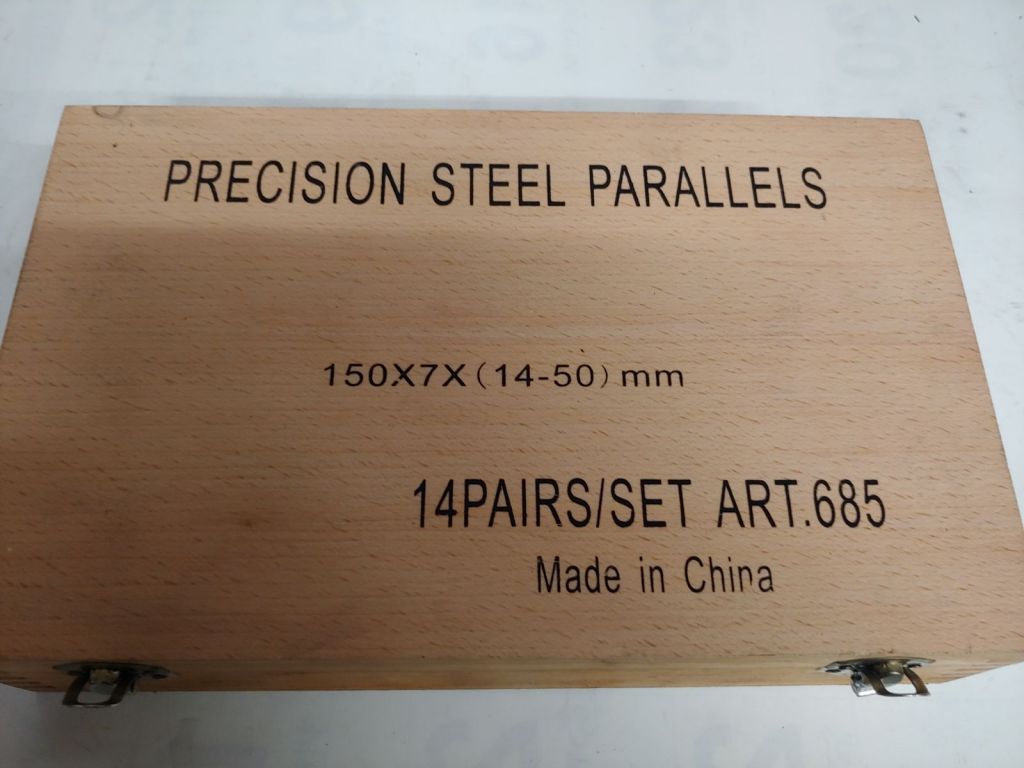 PRECISION STEEL PARALLELS
150X7X(14-50)mm
14PAIRS/SET ART.685
Made in China